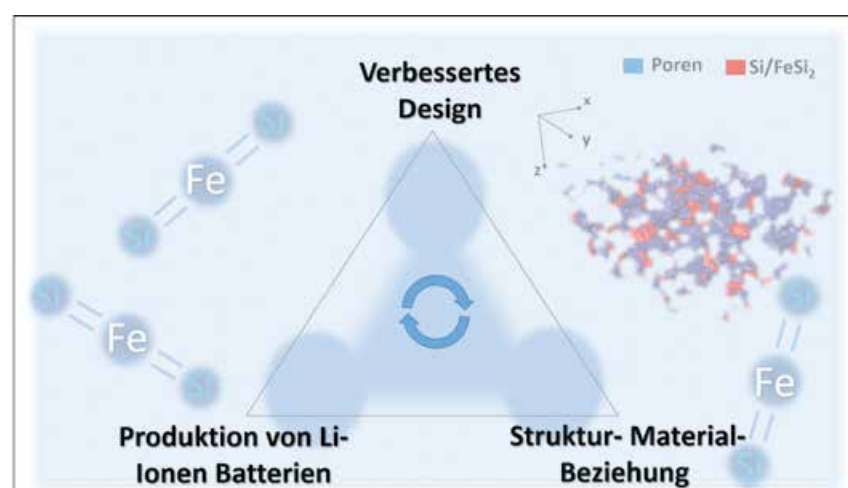 Verbessertes
Design
Poren
Si/FeSi₂
x
y
z
Si
Fe
Si
Si
Fe
Si
Si
Fe
Si
Produktion von Li-
Ionen Batterien
Struktur- Material-
Beziehung